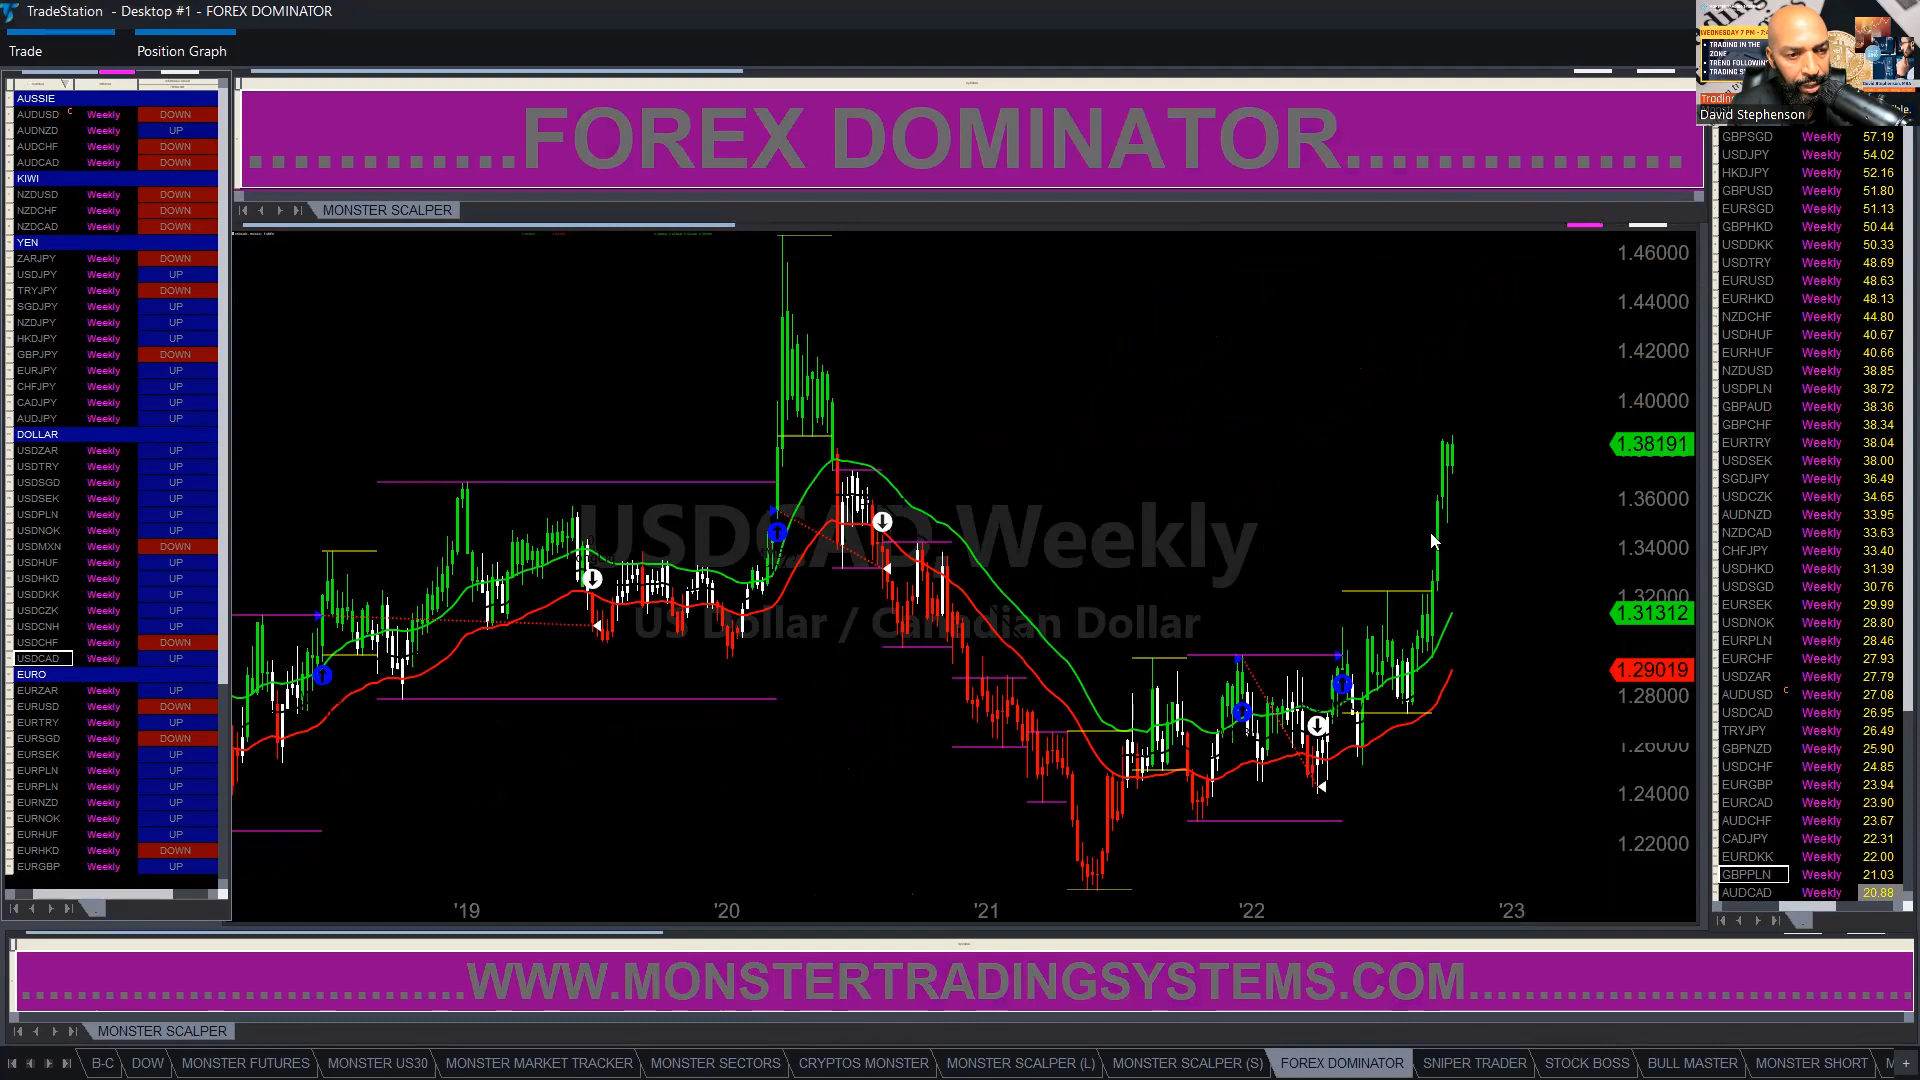 TradeStation - Desktop #1 - FOREX DOMINATOR
Trade
Position Graph
AUSSIE
AUDUSD C Weekly DOWN
AUDNZD Weekly UP
AUDCHF Weekly DOWN
AUDCAD Weekly DOWN
KIWI
NZDUSD Weekly DOWN
NZDCHF Weekly DOWN
NZDCAD Weekly DOWN
YEN
ZARJPY Weekly DOWN
USDJPY Weekly UP
TRYJPY Weekly DOWN
SGDJPY Weekly UP
NZDJPY Weekly UP
HKDJPY Weekly UP
GBPJPY Weekly DOWN
EURJPY Weekly UP
CHFJPY Weekly UP
CADJPY Weekly UP
AUDJPY Weekly UP
DOLLAR
USDZAR Weekly UP
USDTRY Weekly UP
USDSGD Weekly UP
USDSEK Weekly UP
USDPLN Weekly UP
USDNOK Weekly UP
USDMXN Weekly DOWN
USDHUF Weekly UP
USDHKD Weekly UP
USDDKK Weekly UP
USDCZK Weekly UP
USDCNH Weekly UP
USDCHF Weekly DOWN
USDCAD Weekly UP
EURO
EURZAR Weekly UP
EURUSD Weekly DOWN
EURTRY Weekly UP
EURSGD Weekly DOWN
EURSEK Weekly UP
EURPLN Weekly UP
EURPLN Weekly UP
EURNZD Weekly UP
EURNOK Weekly UP
EURHUF Weekly UP
EURHKD Weekly DOWN
EURGBP Weekly UP
............FOREX DOMINATOR...............
MONSTER SCALPER
USDCAD, Weekly
US Dollar / Canadian Dollar
1.46000
1.44000
1.42000
1.40000
1.38191
1.36000
1.34000
1.32000
1.31312
1.29019
1.28000
1.26000
1.24000
1.22000
'19 '20 '21 '22 '23
WEDNESDAY 7 PM - 7:4
• TRADING IN THE ZONE
• TREND FOLLOWIN
• TRADING S
David Stephenson
GBPSGD Weekly 57.19
USDJPY Weekly 54.02
HKDJPY Weekly 52.16
GBPUSD Weekly 51.80
EURSGD Weekly 51.13
GBPHKD Weekly 50.44
USDDKK Weekly 50.33
USDTRY Weekly 48.69
EURUSD Weekly 48.63
EURHKD Weekly 48.13
NZDCHF Weekly 44.80
USDHUF Weekly 40.67
EURHUF Weekly 40.66
NZDUSD Weekly 38.85
USDPLN Weekly 38.72
GBPAUD Weekly 38.36
GBPCHF Weekly 38.34
EURTRY Weekly 38.04
USDSEK Weekly 38.00
SGDJPY Weekly 36.49
USDCZK Weekly 34.65
AUDNZD Weekly 33.95
NZDCAD Weekly 33.63
CHFJPY Weekly 33.40
USDHKD Weekly 31.39
USDSGD Weekly 30.76
EURSEK Weekly 29.99
USDNOK Weekly 28.80
EURPLN Weekly 28.46
EURCHF Weekly 27.93
USDZAR Weekly 27.79
AUDUSD C Weekly 27.08
USDCAD Weekly 26.95
TRYJPY Weekly 26.49
GBPNZD Weekly 25.90
USDCHF Weekly 24.85
EURGBP Weekly 23.94
EURCAD Weekly 23.90
AUDCHF Weekly 23.67
CADJPY Weekly 22.31
EURDKK Weekly 22.00
GBPPLN Weekly 21.03
AUDCAD Weekly 20.88
..............................WWW.MONSTERTRADINGSYSTEMS.COM..............................
MONSTER SCALPER
B-C DOW MONSTER FUTURES MONSTER US30 MONSTER MARKET TRACKER MONSTER SECTORS CRYPTOS MONSTER MONSTER SCALPER (L) MONSTER SCALPER (S) FOREX DOMINATOR SNIPER TRADER STOCK BOSS BULL MASTER MONSTER SHORT